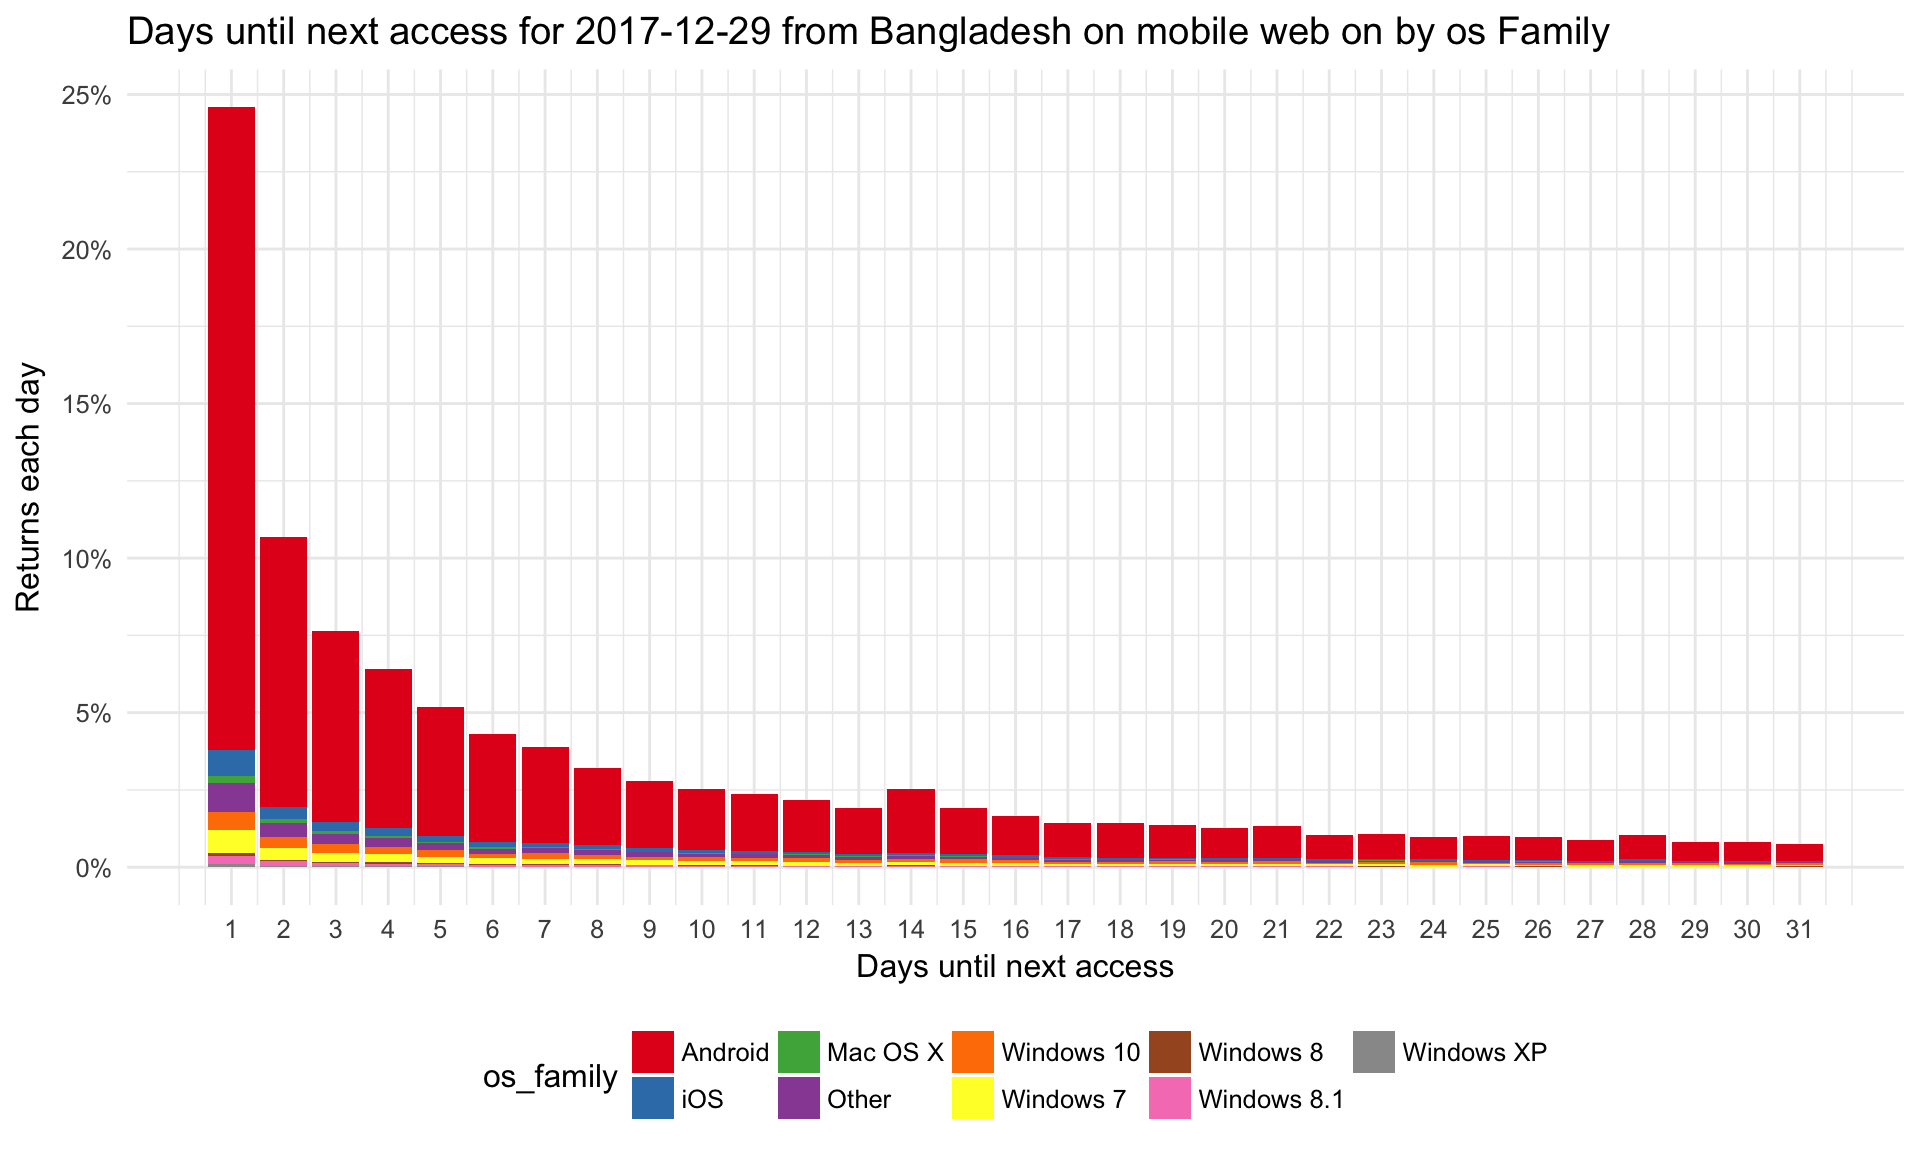 Days until next access for 2017-12-29 from Bangladesh on mobile web on by os Family
25%
20%
15%
10%
5%
0%
Returns each day
1 2 3 4 5 6 7 8 9 10 11 12 13 14 15 16 17 18 19 20 21 22 23 24 25 26 27 28 29 30 31
Days until next access
os_family
Android Mac OS X Windows 10 Windows 8 Windows XP
iOS Other Windows 7 Windows 8.1